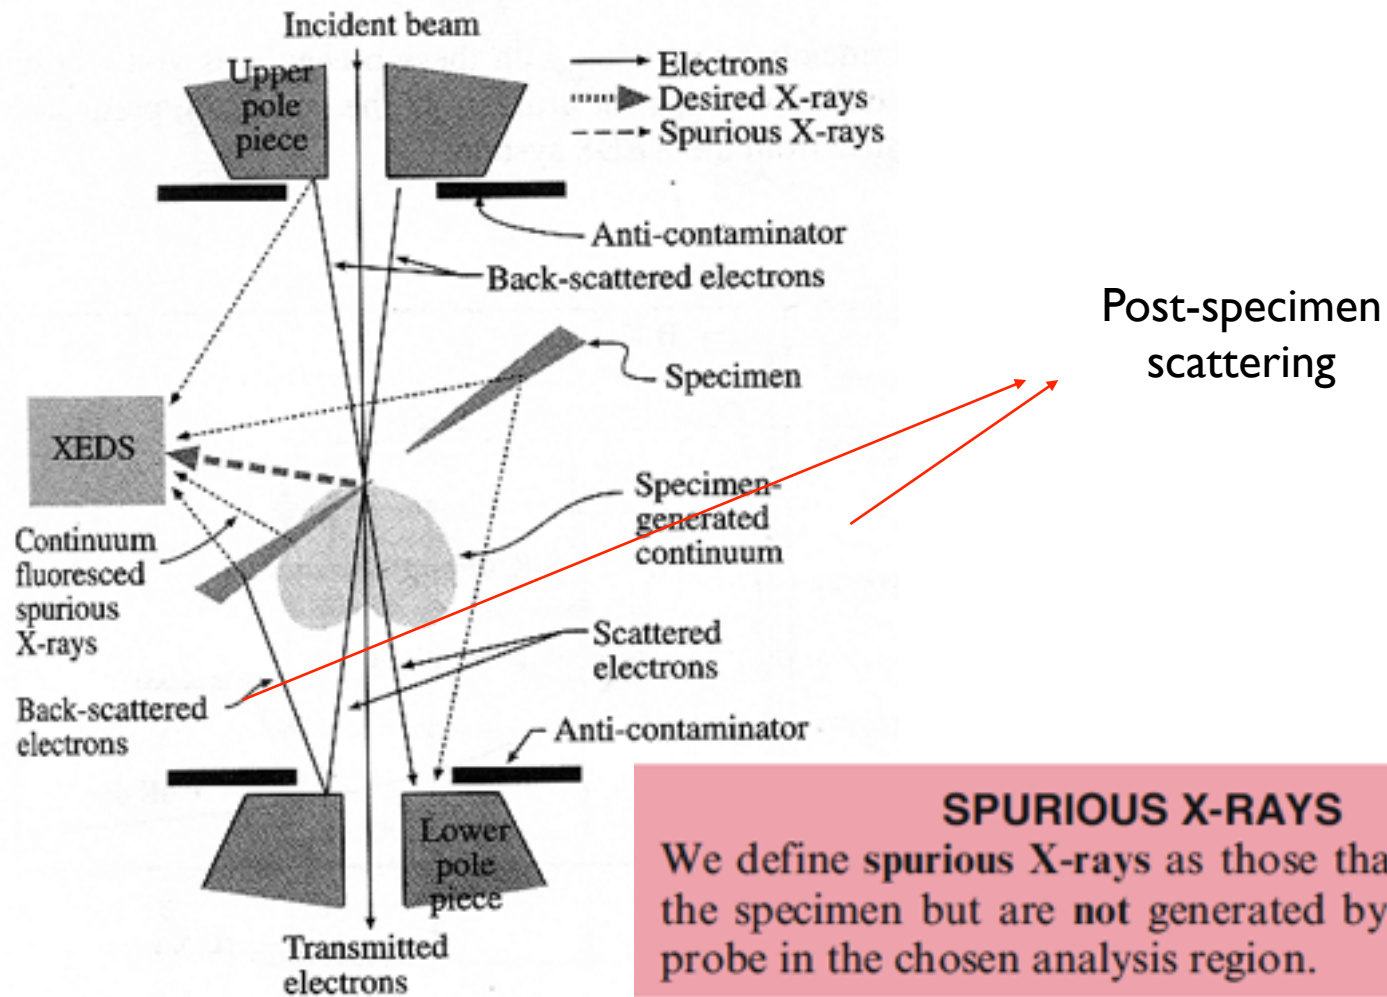 Incident beam
Upper
pole
piece
Electrons
Desired X-rays
Spurious X-rays
Anti-contaminator
Back-scattered electrons
Post-specimen
scattering
Specimen
XEDS
Specimen-
generated
continuum
Continuum
fluoresced
spurious
X-rays
Scattered
electrons
Back-scattered
electrons
Anti-contaminator
Lower
pole
piece
Transmitted
electrons
SPURIOUS X-RAYS
We define spurious X-rays as those tha
the specimen but are not generated by
probe in the chosen analysis region.